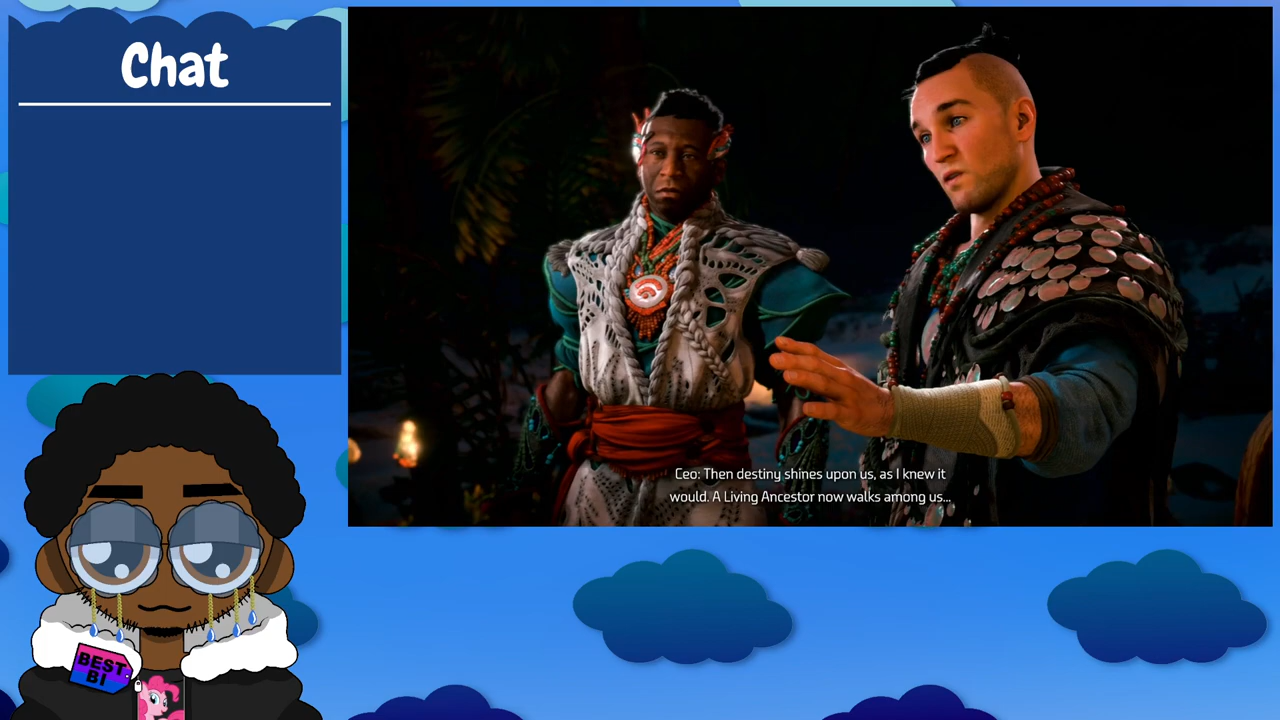 Chat
Ceo: Then destiny shines upon us, as I knew it
would. A Living Ancestor now walks among us...
BEST
BI